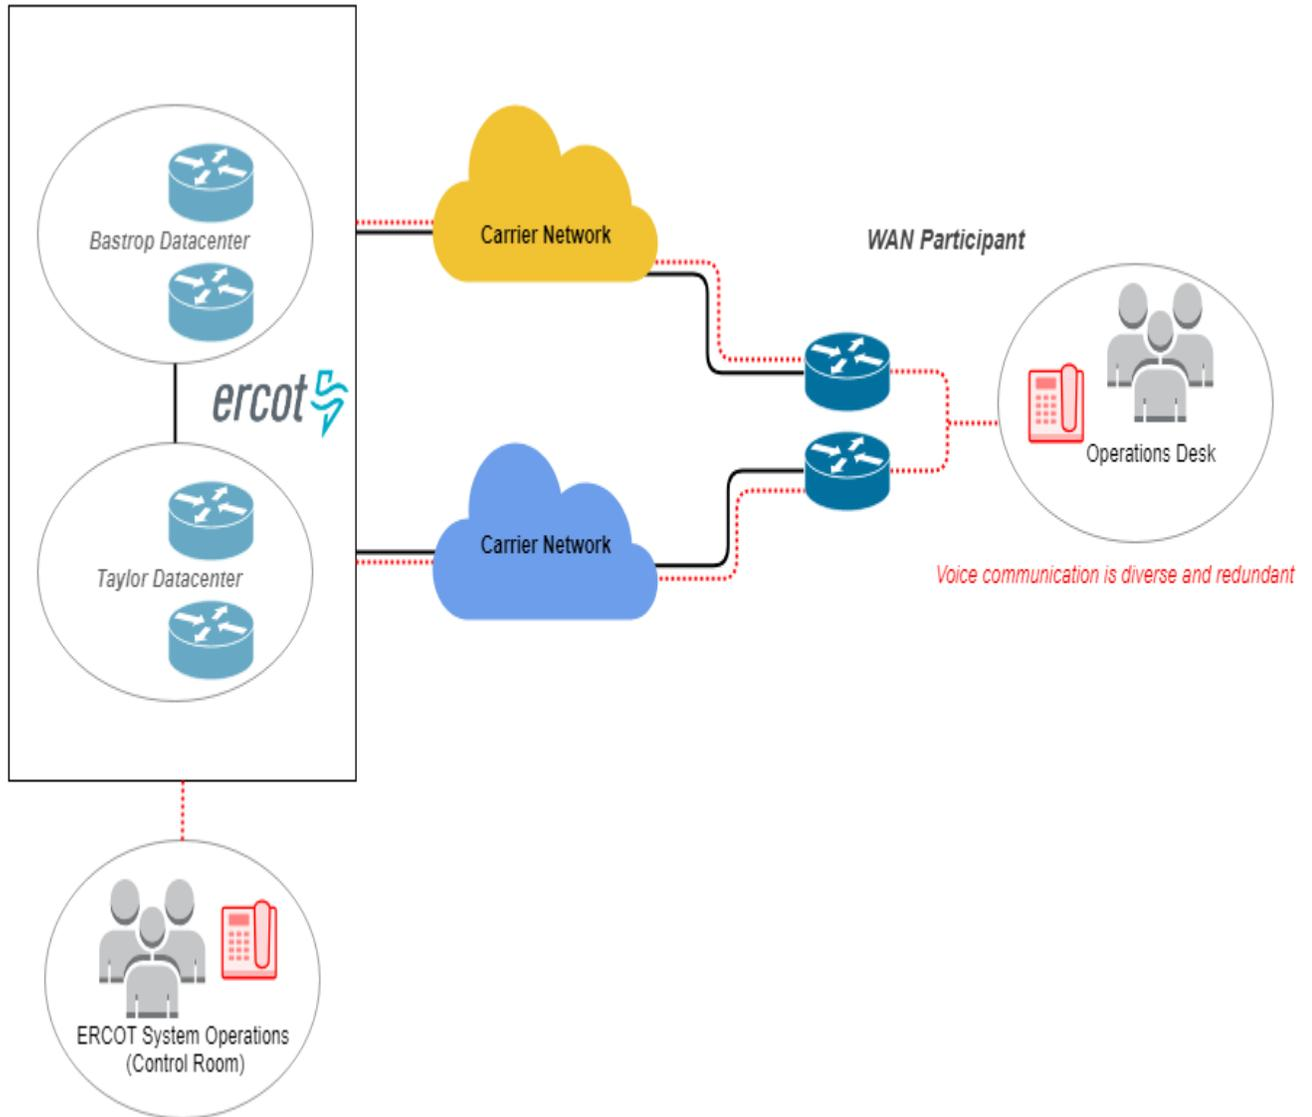 Bastrop Datacenter
Carrier Network
WAN Participant
ercot
Operations Desk
Carrier Network
Taylor Datacenter
Voice communication is diverse and redundant
ERCOT System Operations
(Control Room)